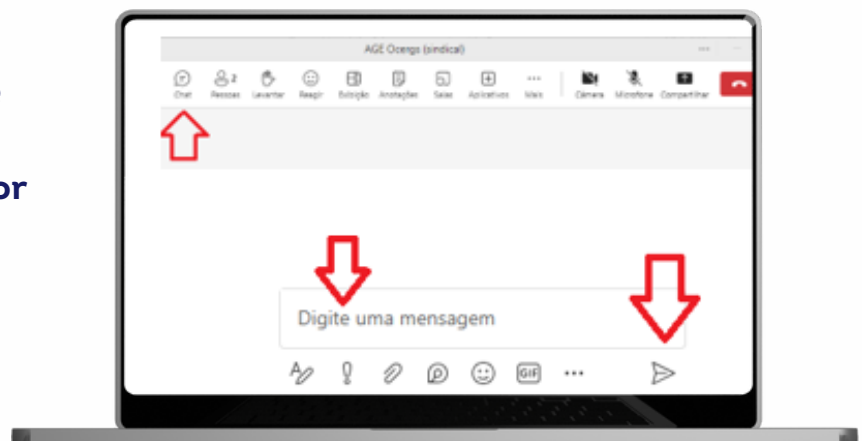 or
AGE Ocergs (sindical)
Chat Pessoas 2 Levantar Reagir Exibição Anotações Salas Aplicativos Mais Câmera Microfone Compartilhar
Digite uma mensagem
GIF